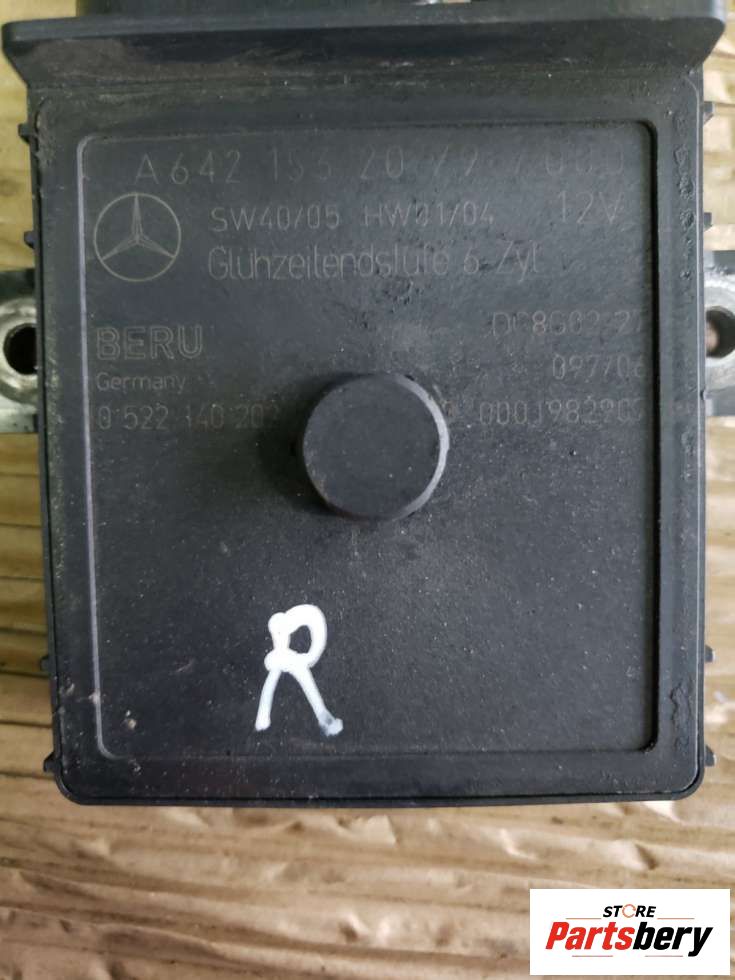 A 642 153 20 79 / 000
SW40/05 HW01/04 12V
Glühzeitendstufe 6-Zyl
BERU
Germany 097/06
0 522 140 202
R
STORE
Partsbery